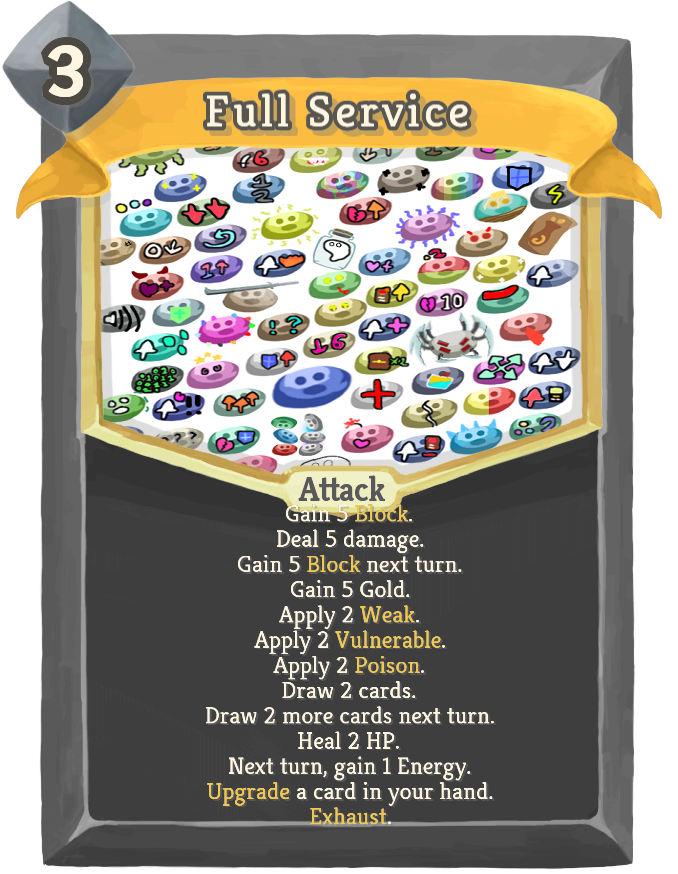 3
Full Service
Attack
Gain 5 Block.
Deal 5 damage.
Gain 5 Block next turn.
Gain 5 Gold.
Apply 2 Weak.
Apply 2 Vulnerable.
Apply 2 Poison.
Draw 2 cards.
Draw 2 more cards next turn.
Heal 2 HP.
Next turn, gain 1 Energy.
Upgrade a card in your hand.
Exhaust.